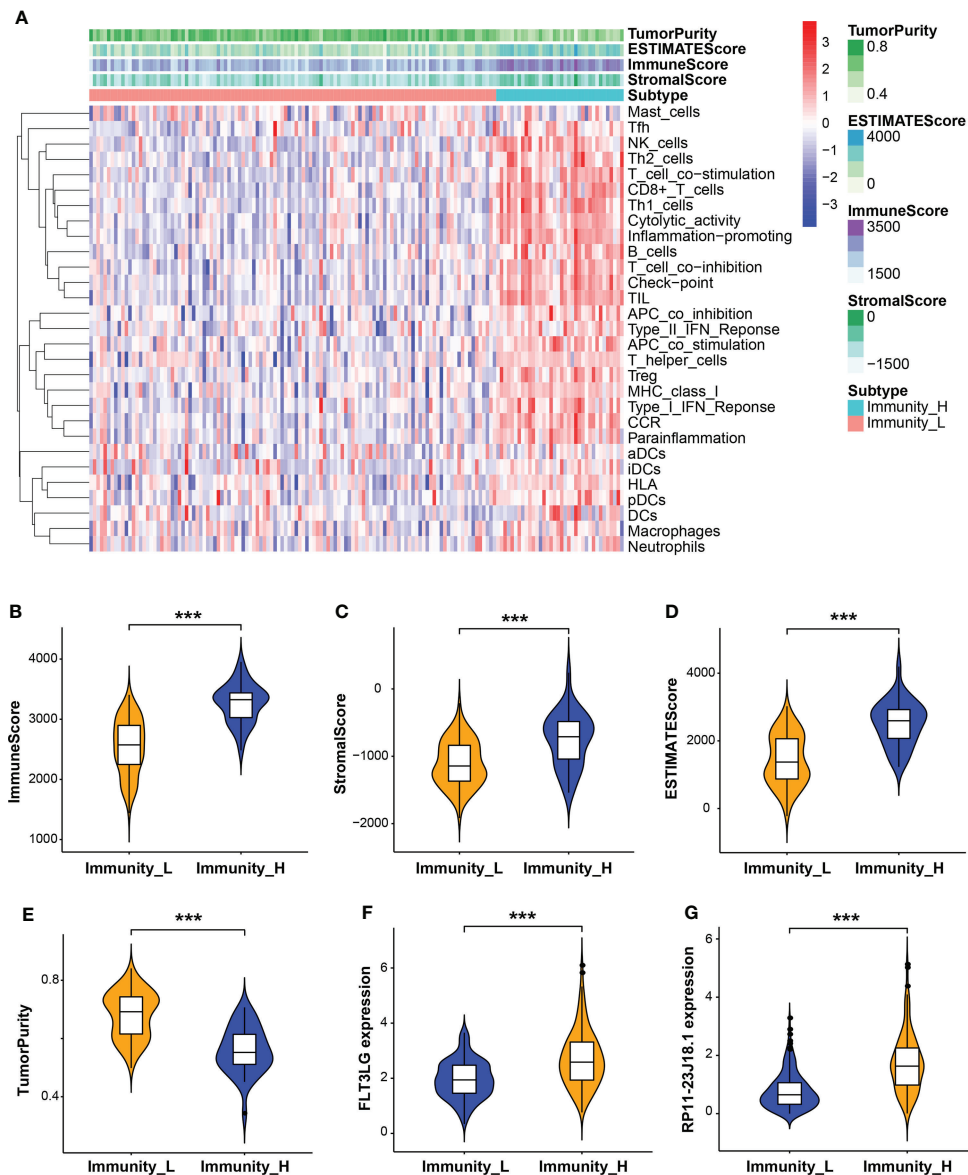 A
TumorPurity
ESTIMATEScore
ImmuneScore
StromalScore
Subtype
Mast_cells
Tfh
NK_cells
Th2_cells
T_cell_co-stimulation
CD8+_T_cells
Th1_cells
Cytolytic_activity
Inflammation-promoting
B_cells
T_cell_co-inhibition
Check-point
TIL
APC_co_inhibition
Type_II_IFN_Reponse
APC_co_stimulation
T_helper_cells
Treg
MHC_class_I
Type_I_IFN_Reponse
CCR
Parainflammation
aDCs
iDCs
HLA
pDCs
DCs
Macrophages
Neutrophils
3
2
1
0
−1
−2
−3
TumorPurity
0.8
0.4
ESTIMATEScore
4000
0
ImmuneScore
3500
1500
StromalScore
0
−1500
Subtype
Immunity_H
Immunity_L
B
***
ImmuneScore
4000
3000
2000
1000
Immunity_L Immunity_H
C
***
StromalScore
0
−1000
−2000
Immunity_L Immunity_H
D
***
ESTIMATEScore
4000
2000
0
Immunity_L Immunity_H
E
***
TumorPurity
0.8
0.4
Immunity_L Immunity_H
F
***
FLT3LG expression
6
4
2
0
Immunity_L Immunity_H
G
***
RP11-23J18.1 expression
6
4
2
0
Immunity_L Immunity_H